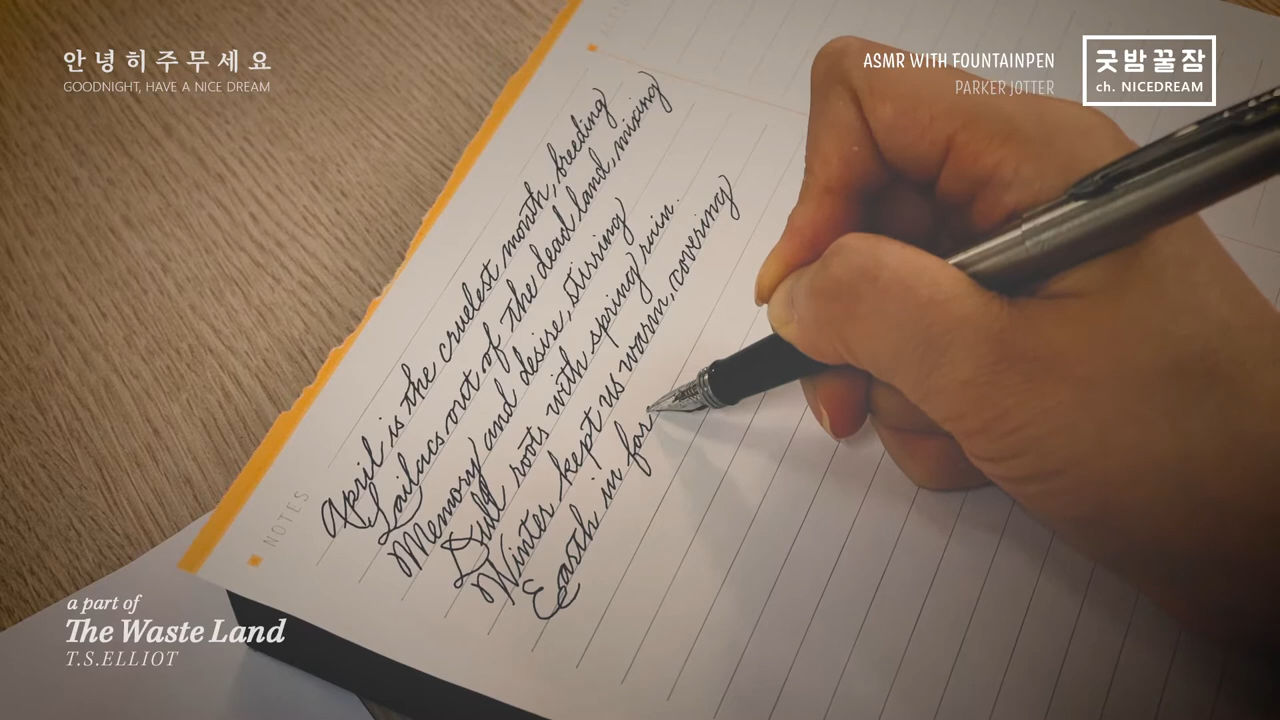 안녕히주무세요
GOODNIGHT, HAVE A NICE DREAM
ASMR WITH FOUNTAINPEN
PARKER JOTTER
굿밤꿀잠
ch. NICEDREAM
NOTES
April is the cruelest month, breeding
Lailacs out of the dead land, mixing
Memory and desire, stirring
Dull roots with spring rain.
Winter kept us warm, covering
Earth in for
a part of
The Waste Land
T.S.ELLIOT